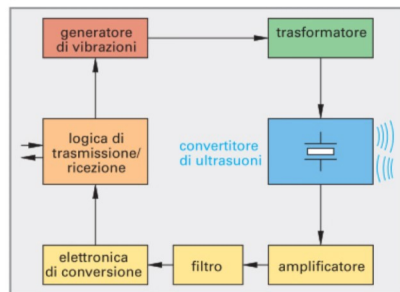 generatore
di vibrazioni
trasformatore
logica di
trasmissione/
ricezione
convertitore
di ultrasuoni
elettronica
di conversione
filtro
amplificatore